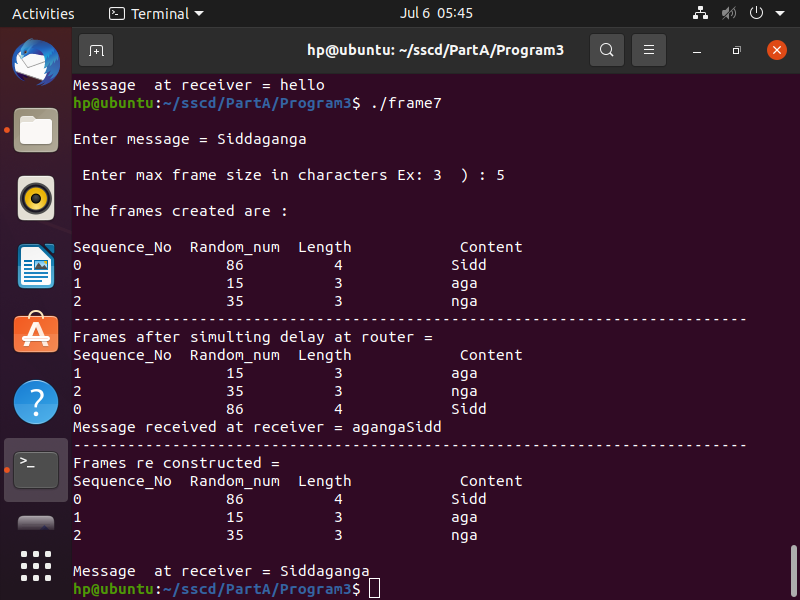 Activities Terminal Jul 6 05:45
hp@ubuntu: ~/sscd/PartA/Program3
Message  at receiver = hello
hp@ubuntu:~/sscd/PartA/Program3$ ./frame7
Enter message = Siddaganga
Enter max frame size in characters Ex: 3  ) : 5
The frames created are :
Sequence_No  Random_num  Length            Content
0                86          4            Sidd
1                15          3            aga
2                35          3            nga
---------------------------------------------------------------------------
Frames after simulting delay at router =
Sequence_No  Random_num  Length            Content
1                15          3            aga
2                35          3            nga
0                86          4            Sidd
Message received at receiver = agangaSidd
---------------------------------------------------------------------------
Frames re constructed =
Sequence_No  Random_num  Length            Content
0                86          4            Sidd
1                15          3            aga
2                35          3            nga
Message  at receiver = Siddaganga
hp@ubuntu:~/sscd/PartA/Program3$